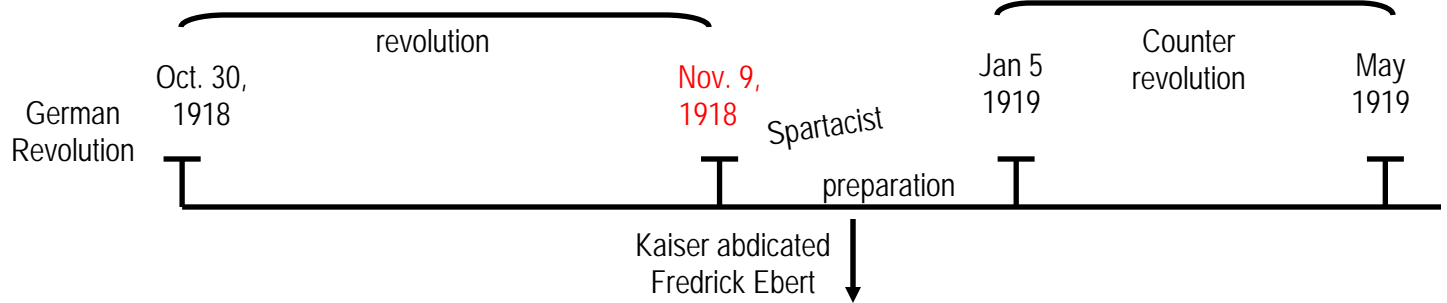 revolution
Counter
revolution
Oct. 30,
1918
Nov. 9,
1918
Jan 5
1919
May
1919
German
Revolution
Spartacist
preparation
Kaiser abdicated
Fredrick Ebert